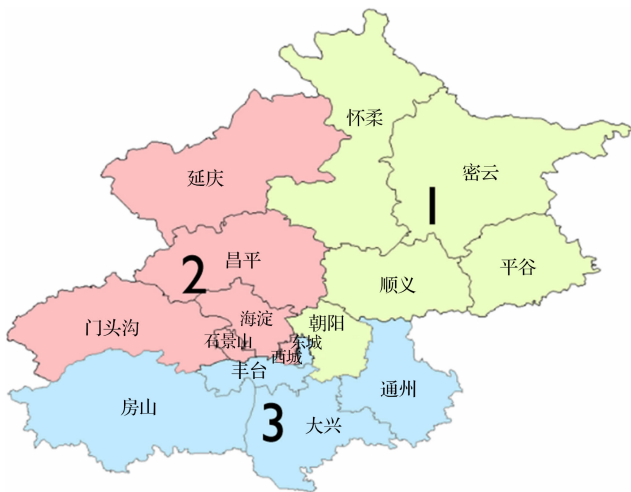 怀柔
密云
延庆
1
昌平
2
平谷
顺义
海淀
朝阳
门头沟
石景山
东城
西城
丰台
通州
房山
3
大兴